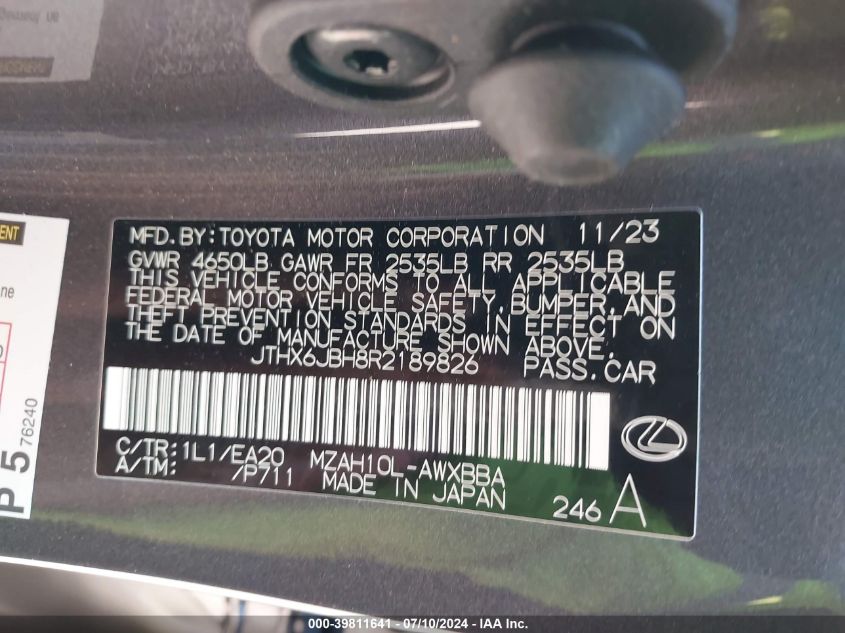 MFD.BY:TOYOTA MOTOR CORPORATION 11/23
GVWR 4650LB GAWR FR 2535LB RR 2535LB
THIS VEHICLE CONFORMS TO ALL APPLICABLE
FEDERAL MOTOR VEHICLE SAFETY,BUMPER,AND
THEFT PREVENTION STANDARDS IN EFFECT ON
THE DATE OF MANUFACTURE SHOWN ABOVE.
JTHX6JBH8R2189826 PASS.CAR
C/TR:1L1/EA20 MZAH10L-AWXBBA
A/TM: /P711 MADE IN JAPAN
246 A
P 5 76240
000-39811641 - 07/10/2024 - IAA Inc.